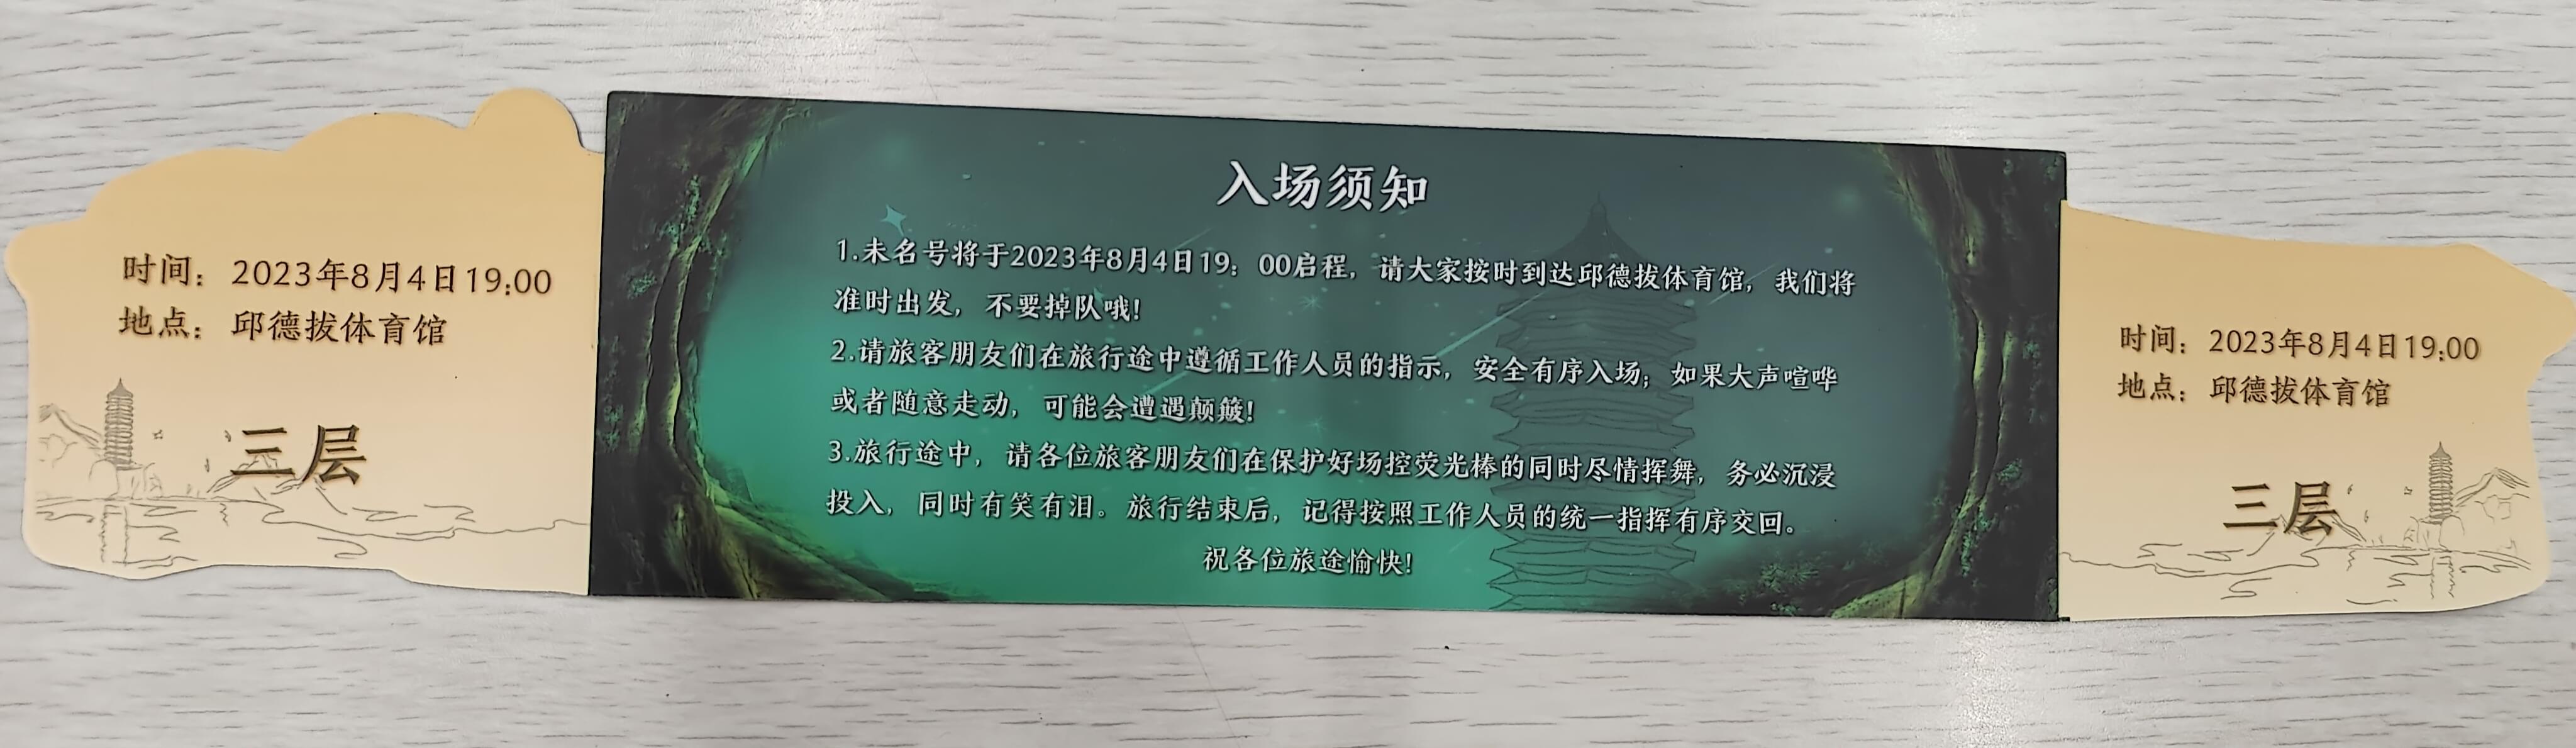 时间：2023年8月4日19:00
地点：邱德拔体育馆
三层
入场须知
1.未名号将于2023年8月4日19：00启程，请大家按时到达邱德拔体育馆，我们将
准时出发，不要掉队哦！
2.请旅客朋友们在旅行途中遵循工作人员的指示，安全有序入场；如果大声喧哗
或者随意走动，可能会遭遇颠簸！
3.旅行途中，请各位旅客朋友们在保护好场控荧光棒的同时尽情挥舞，务必沉浸
投入，同时有笑有泪。旅行结束后，记得按照工作人员的统一指挥有序交回。
祝各位旅途愉快！
时间：2023年8月4日19:00
地点：邱德拔体育馆
三层